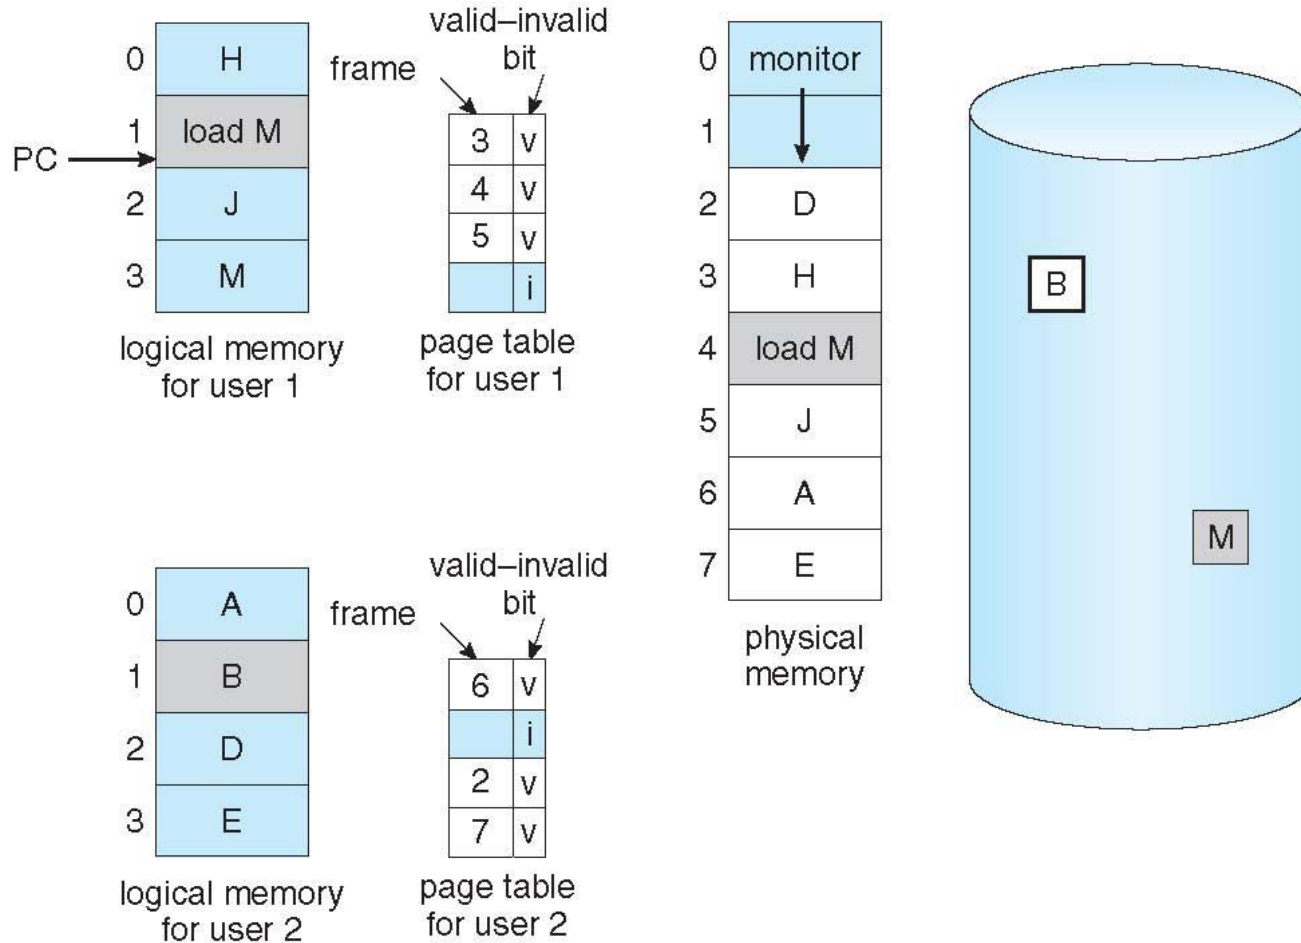 valid–invalid
bit
frame
0 H
1 load M
PC
2 J
3 M
3 v
4 v
5 v
i
logical memory
for user 1
page table
for user 1
valid–invalid
bit
frame
0 A
1 B
2 D
3 E
6 v
i
2 v
7 v
logical memory
for user 2
page table
for user 2
0 monitor
1
2 D
3 H
4 load M
5 J
6 A
7 E
physical
memory
B
M